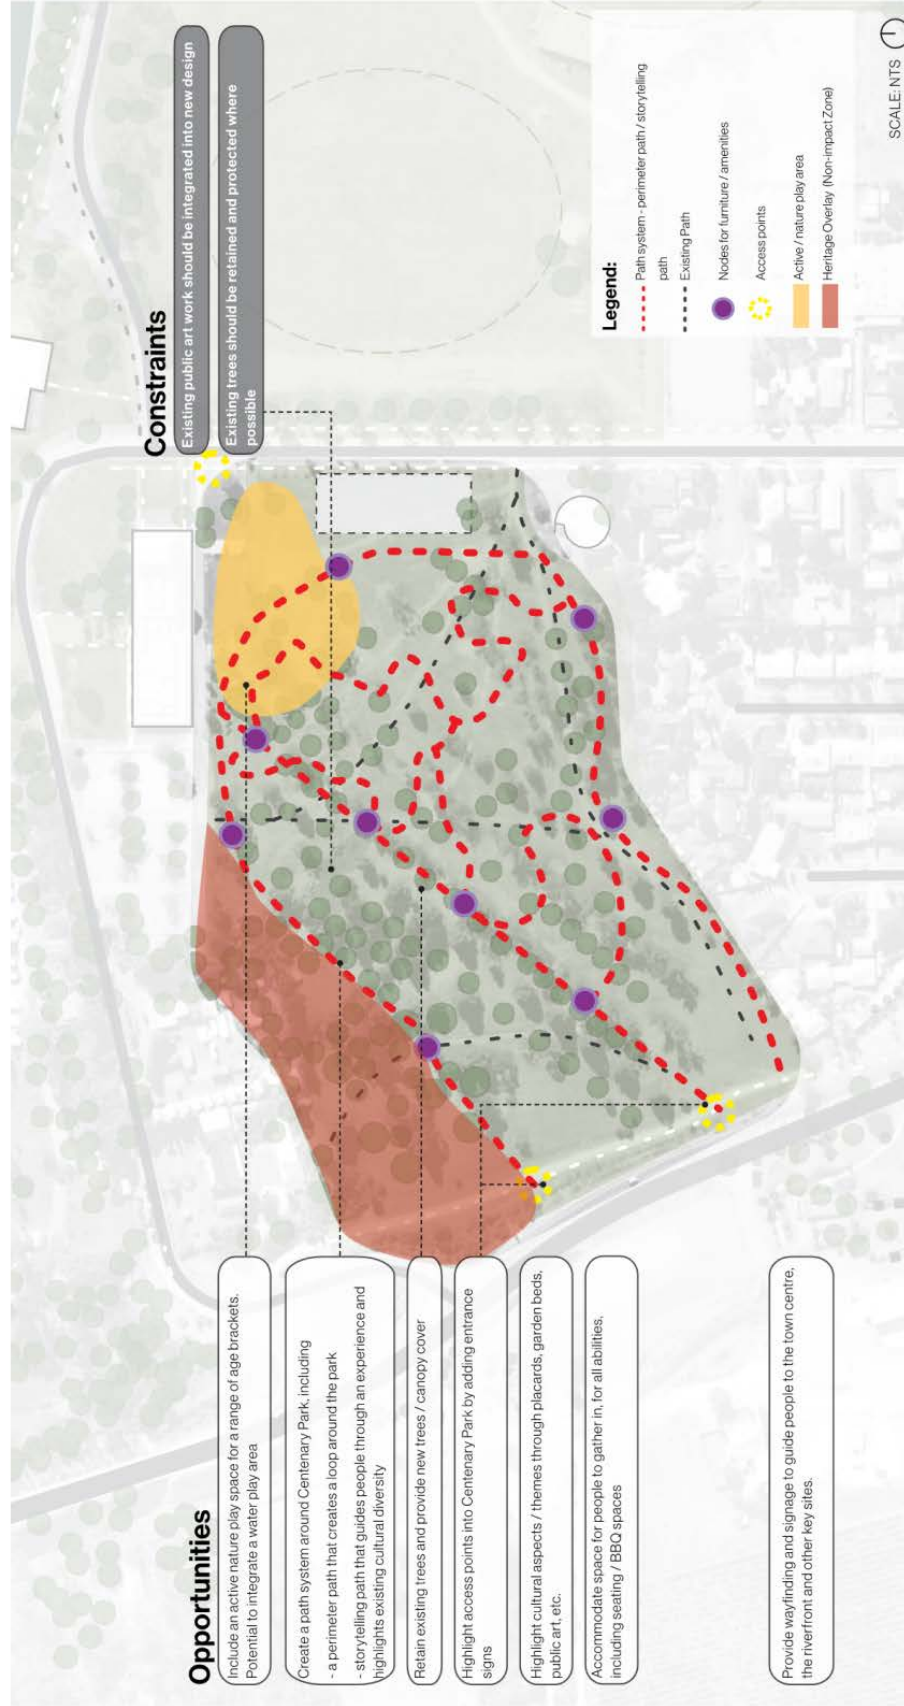 Opportunities
Include an active nature play space for a range of age brackets.
Potential to integrate a water play area
Create a path system around Centenary Park, including
- a perimeter path that creates a loop around the park
- storytelling path that guides people through an experience and
highlights existing cultural diversity
Retain existing trees and provide new trees / canopy cover
Highlight access points into Centenary Park by adding entrance
signs
Highlight cultural aspects / themes through placards, garden beds,
public art, etc.
Accommodate space for people to gather in, for all abilities,
including seating / BBQ spaces
Provide wayfinding and signage to guide people to the town centre,
the riverfront and other key sites.
Constraints
Existing public art work should be integrated into new design
Existing trees should be retained and protected where
possible
Legend:
Path system - perimeter path / storytelling
path
Existing Path
Nodes for furniture / amenities
Access points
Active / nature play area
Heritage Overlay (Non-impact Zone)
SCALE: NTS